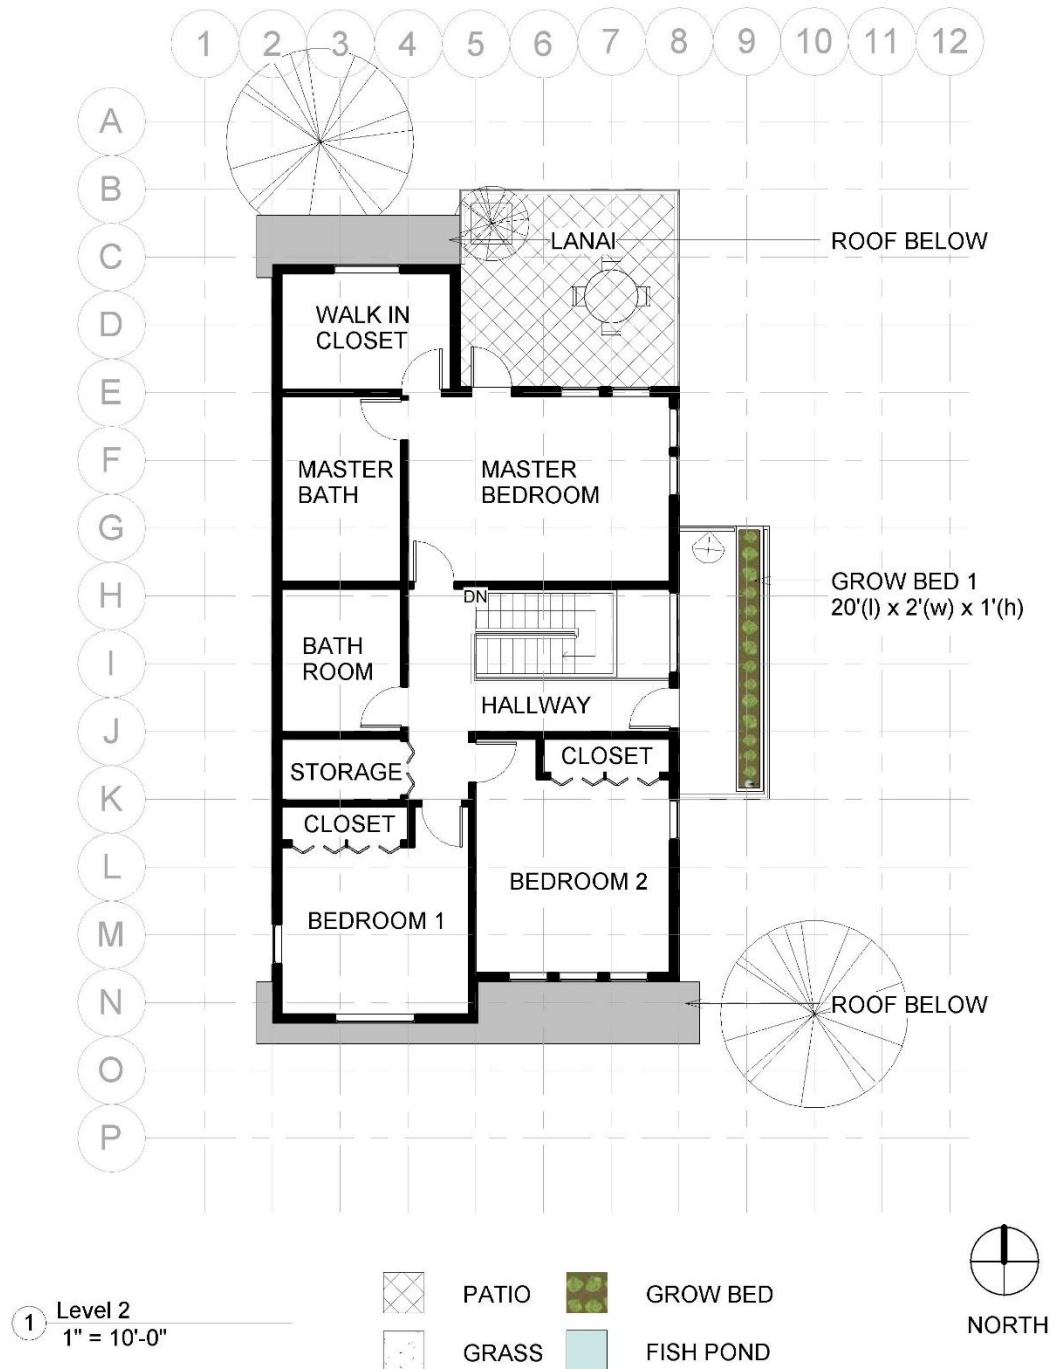 1 2 3 4 5 6 7 8 9 10 11 12
A
B
LANAI
ROOF BELOW
C
WALK IN
CLOSET
D
E
F
MASTER
BATH
MASTER
BEDROOM
G
H
DN
GROW BED 1
20'(l) x 2'(w) x 1'(h)
BATH
ROOM
I
HALLWAY
J
STORAGE
CLOSET
K
CLOSET
L
BEDROOM 2
BEDROOM 1
M
N
ROOF BELOW
O
P
1 Level 2
1" = 10'-0"
PATIO
GROW BED
GRASS
FISH POND
NORTH